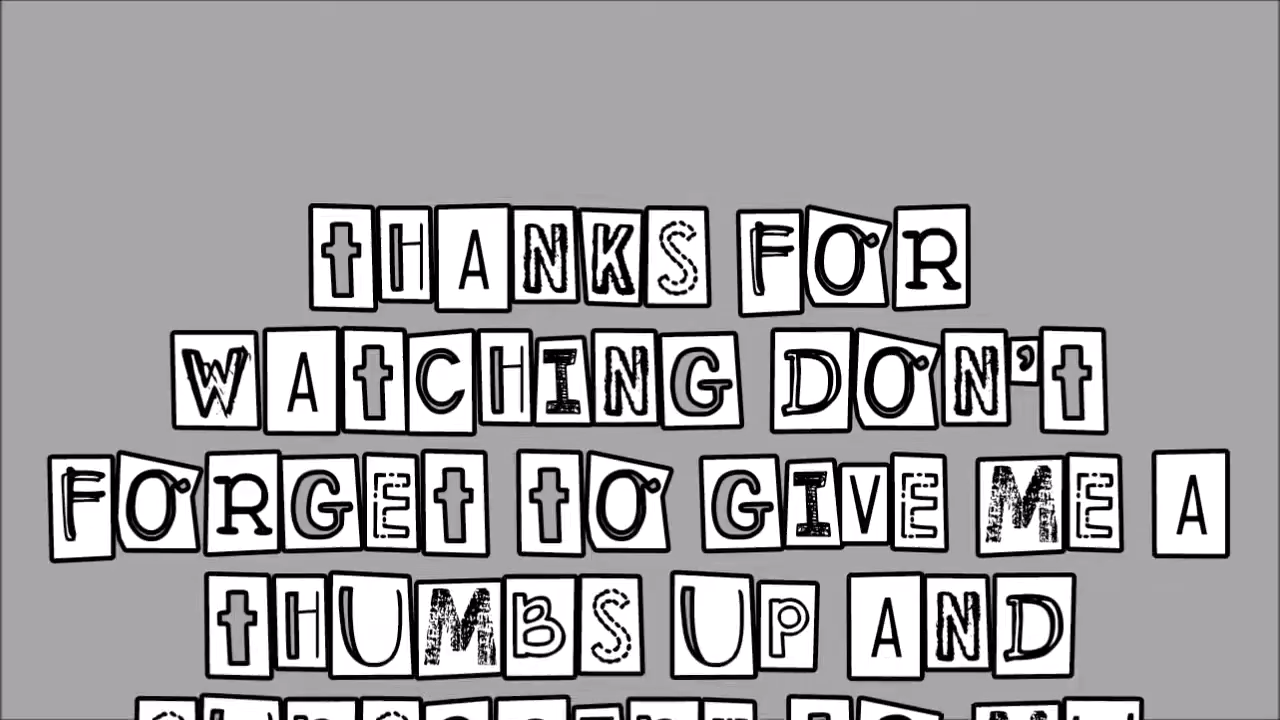 THANKS FOR
WATCHING DON'T
FORGET TO GIVE ME A
THUMBS UP AND